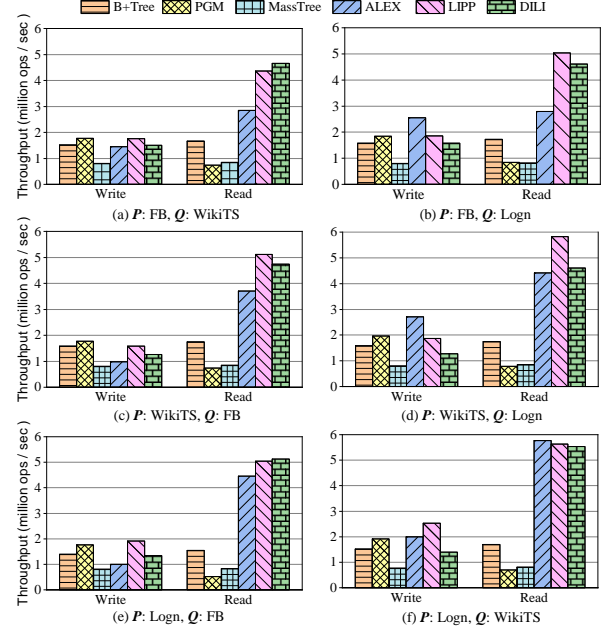 B+Tree PGM MassTree ALEX LIPP DILI
Throughput (million ops / sec)
6
5
4
3
2
1
0
Write Read
(a) P: FB, Q: WikiTS
6
5
4
3
2
1
0
Write Read
(b) P: FB, Q: Logn
Throughput (million ops / sec)
6
5
4
3
2
1
0
Write Read
(c) P: WikiTS, Q: FB
6
5
4
3
2
1
0
Write Read
(d) P: WikiTS, Q: Logn
Throughput (million ops / sec)
6
5
4
3
2
1
0
Write Read
(e) P: Logn, Q: FB
6
5
4
3
2
1
0
Write Read
(f) P: Logn, Q: WikiTS